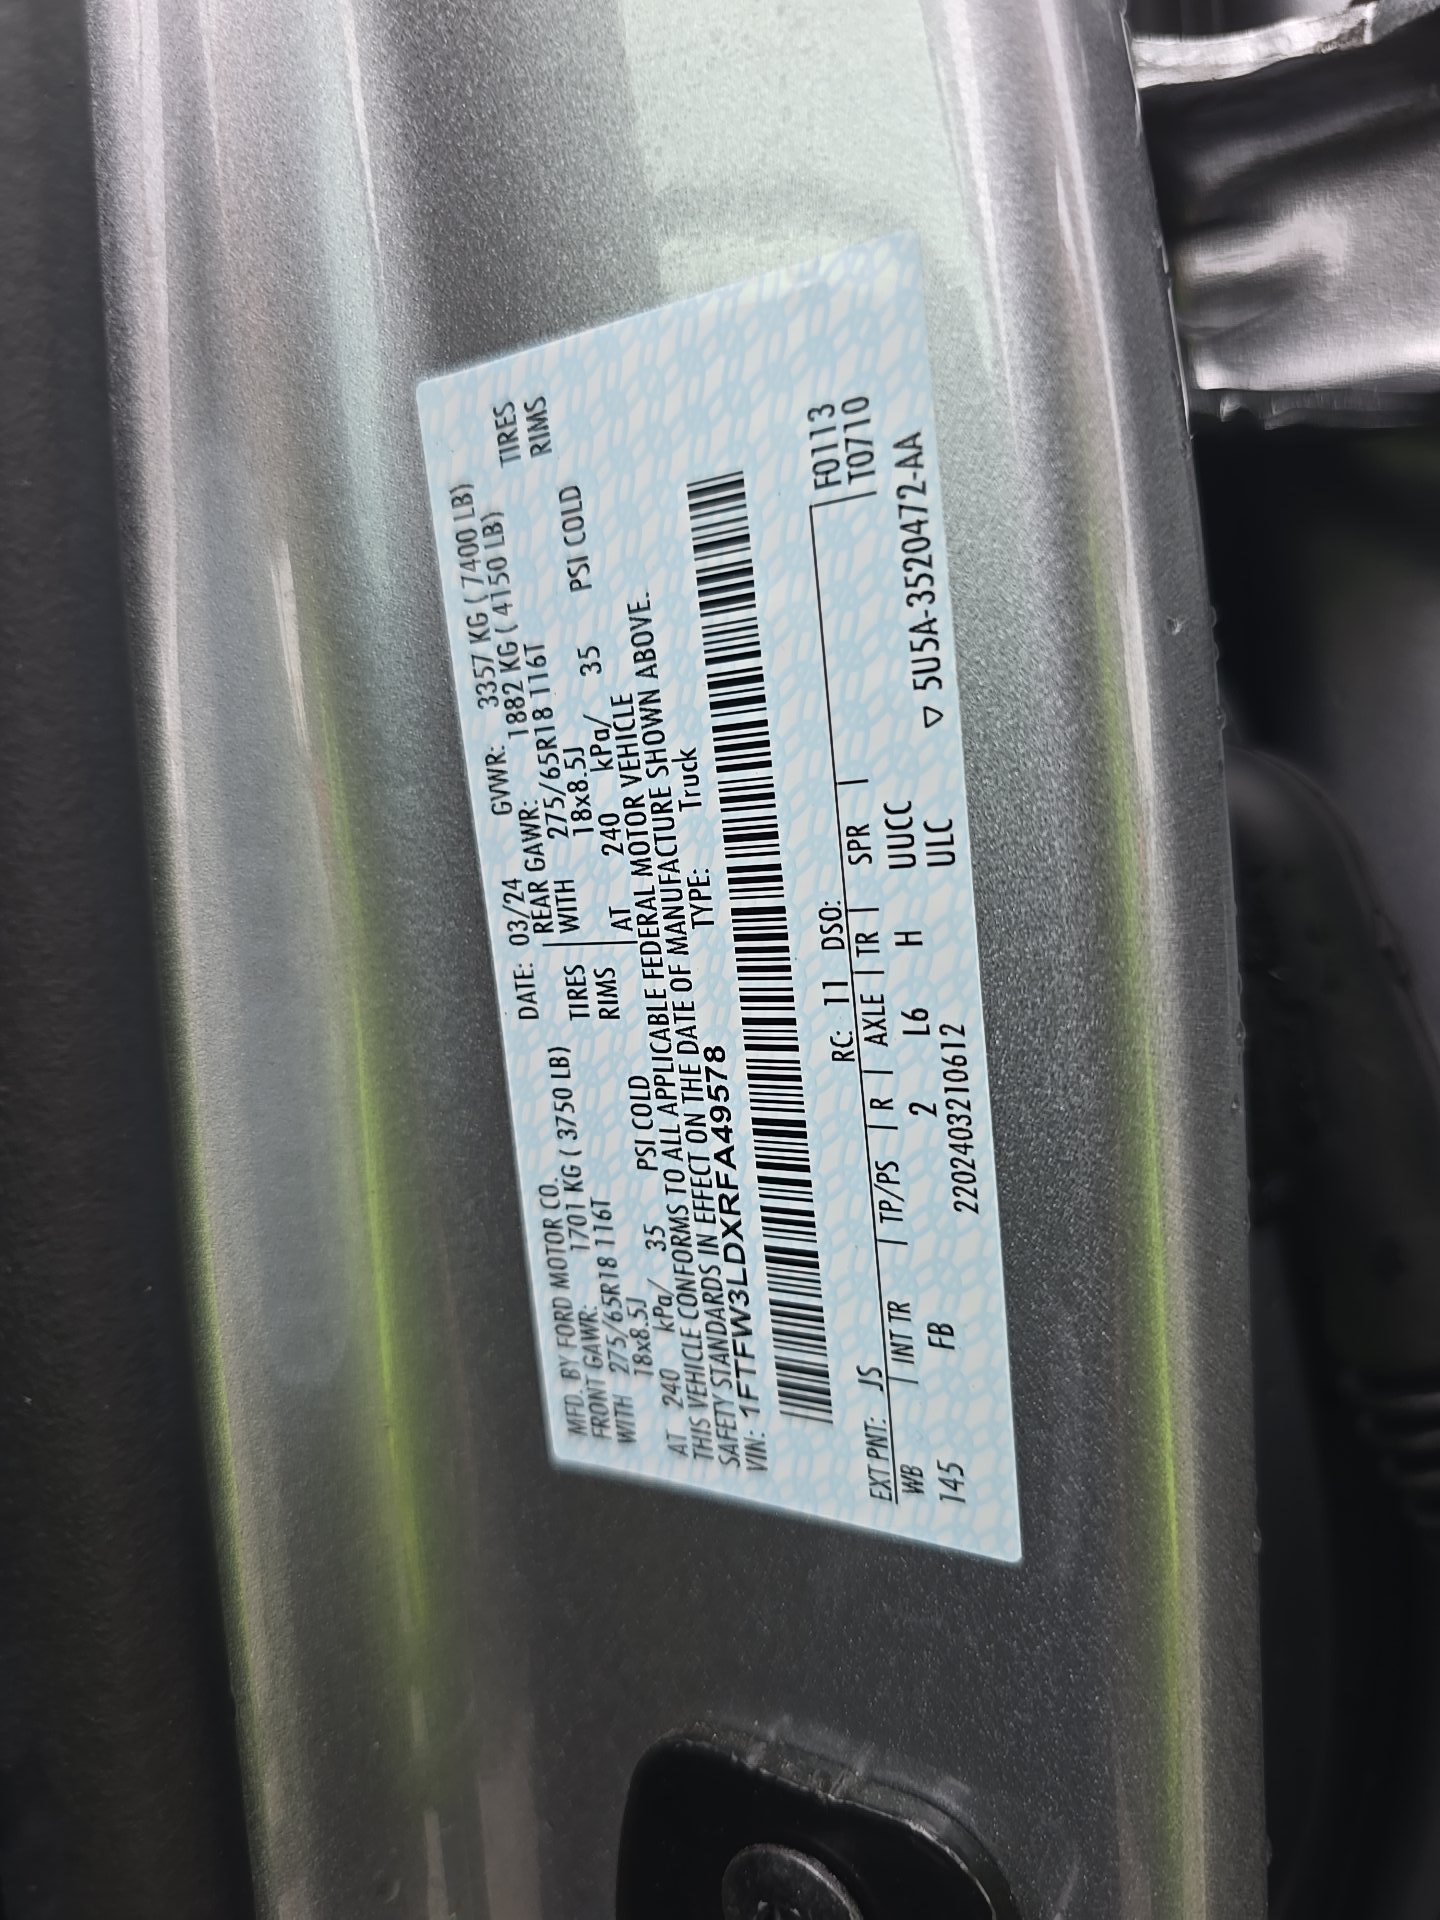 MFD. BY FORD MOTOR CO. DATE: 03/24 GVWR: 3357 KG ( 7400 LB)
FRONT GAWR: 1701 KG ( 3750 LB) REAR GAWR: 1882 KG ( 4150 LB)
WITH 275/65R18 116T TIRES WITH 275/65R18 116T TIRES
18x8.5J RIMS 18x8.5J RIMS
AT 240 kPa/ 35 PSI COLD AT 240 kPa/ 35 PSI COLD
THIS VEHICLE CONFORMS TO ALL APPLICABLE FEDERAL MOTOR VEHICLE
SAFETY STANDARDS IN EFFECT ON THE DATE OF MANUFACTURE SHOWN ABOVE.
VIN: 1FTFW3LDXRFA49578 TYPE: Truck
EXT PNT: JS RC: 11 DSO: F0113
WB | INT TR | TP/PS | R | AXLE | TR | SPR | T0710
145 FB 2 L6 H UUCC
2202403210612 ULC ▽ 5U5A-3520472-AA